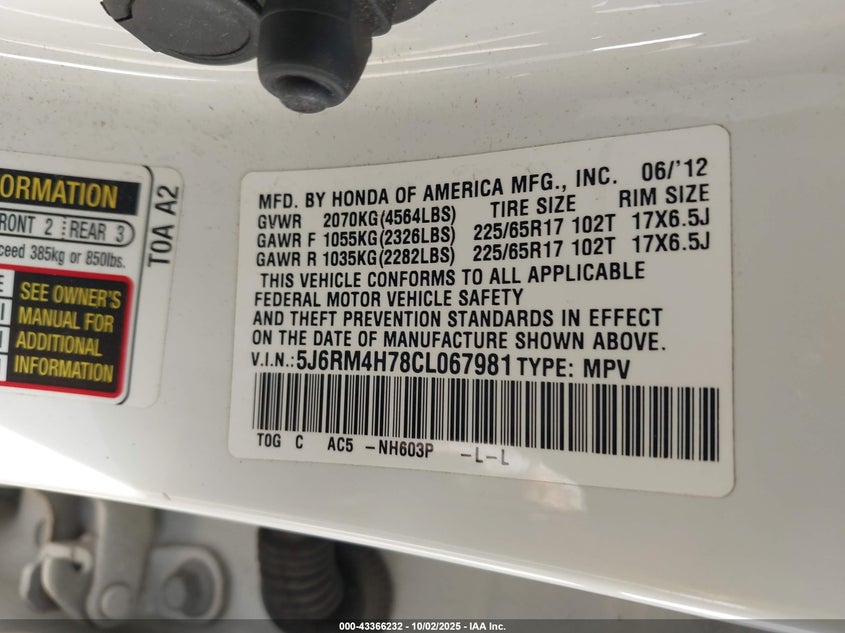 ORMATION
RONT 2 REAR 3
ceed 385kg or 850lbs.
SEE OWNER'S
MANUAL FOR
ADDITIONAL
INFORMATION
T0A A2
MFD. BY HONDA OF AMERICA MFG., INC. 06/'12
GVWR 2070KG(4564LBS) TIRE SIZE RIM SIZE
GAWR F 1055KG(2326LBS) 225/65R17 102T 17X6.5J
GAWR R 1035KG(2282LBS) 225/65R17 102T 17X6.5J
THIS VEHICLE CONFORMS TO ALL APPLICABLE
FEDERAL MOTOR VEHICLE SAFETY
AND THEFT PREVENTION STANDARDS IN EFFECT
ON THE DATE OF MANUFACTURE SHOWN ABOVE.
V.I.N.: 5J6RM4H78CL067981 TYPE: MPV
T0G C AC5 -NH603P -L-L
000-43366232 - 10/02/2025 - IAA Inc.